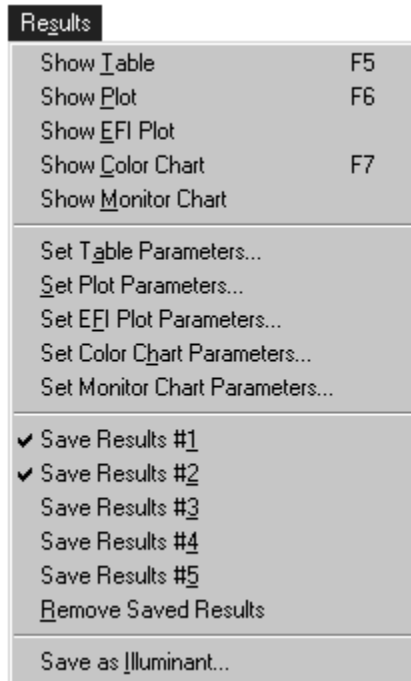 Results
Show Table F5
Show Plot F6
Show EFI Plot
Show Color Chart F7
Show Monitor Chart
Set Table Parameters...
Set Plot Parameters...
Set EFI Plot Parameters...
Set Color Chart Parameters...
Set Monitor Chart Parameters...
Save Results #1
Save Results #2
Save Results #3
Save Results #4
Save Results #5
Remove Saved Results
Save as Illuminant...